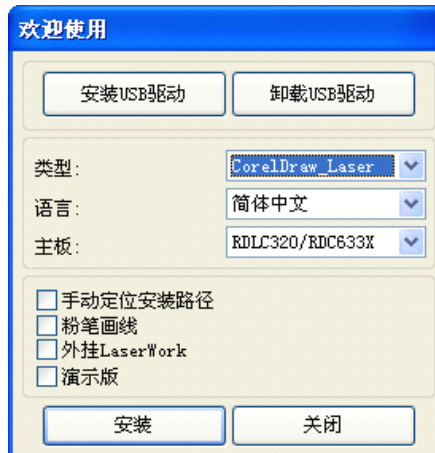 欢迎使用
安装USB驱动 卸载USB驱动
类型: CorelDraw_Laser
语言: 简体中文
主板: RDLC320/RDC633X
手动定位安装路径
粉笔画线
外挂LaserWork
演示版
安装 关闭